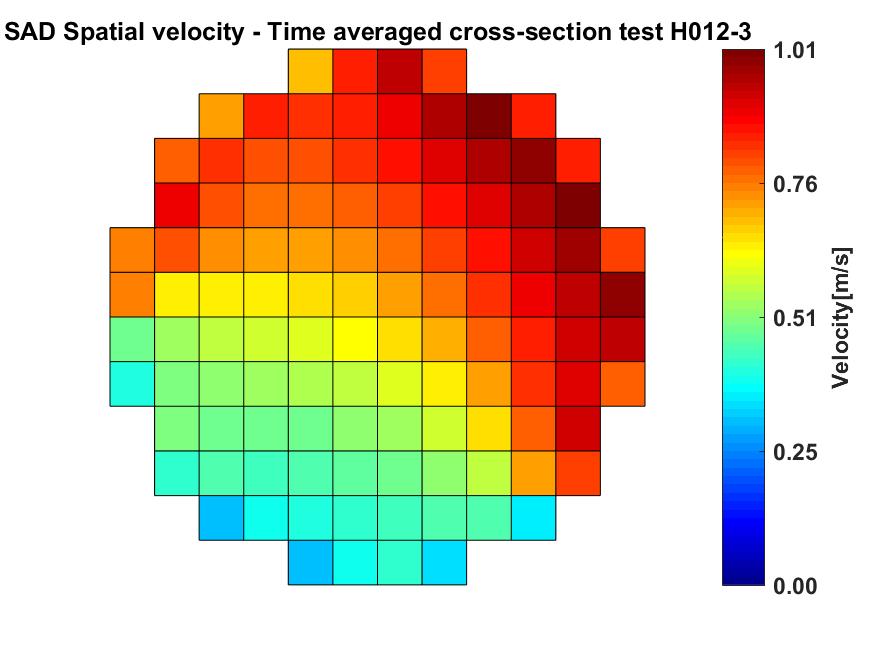 SAD Spatial velocity - Time averaged cross-section test H012-3
1.01
0.76
0.51
0.25
0.00
Velocity[m/s]